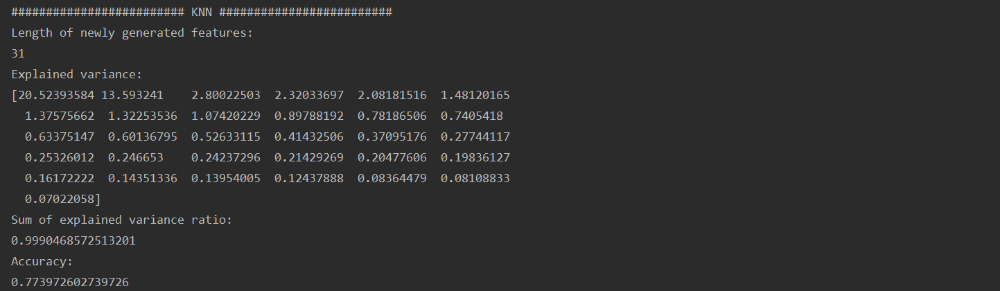 ######################### KNN #########################
Length of newly generated features:
31
Explained variance:
[20.52393584 13.593241    2.80022503  2.32033697  2.08181516  1.48120165
  1.37575662  1.32253536  1.07420229  0.89788192  0.78186506  0.7405418
  0.63375147  0.60136795  0.52633115  0.41432506  0.37095176  0.27744117
  0.25326012  0.246653    0.24237296  0.21429269  0.20477606  0.19836127
  0.16172222  0.14351336  0.13954005  0.12437888  0.08364479  0.08108833
  0.07022058]
Sum of explained variance ratio:
0.9990468572513201
Accuracy:
0.773972602739726